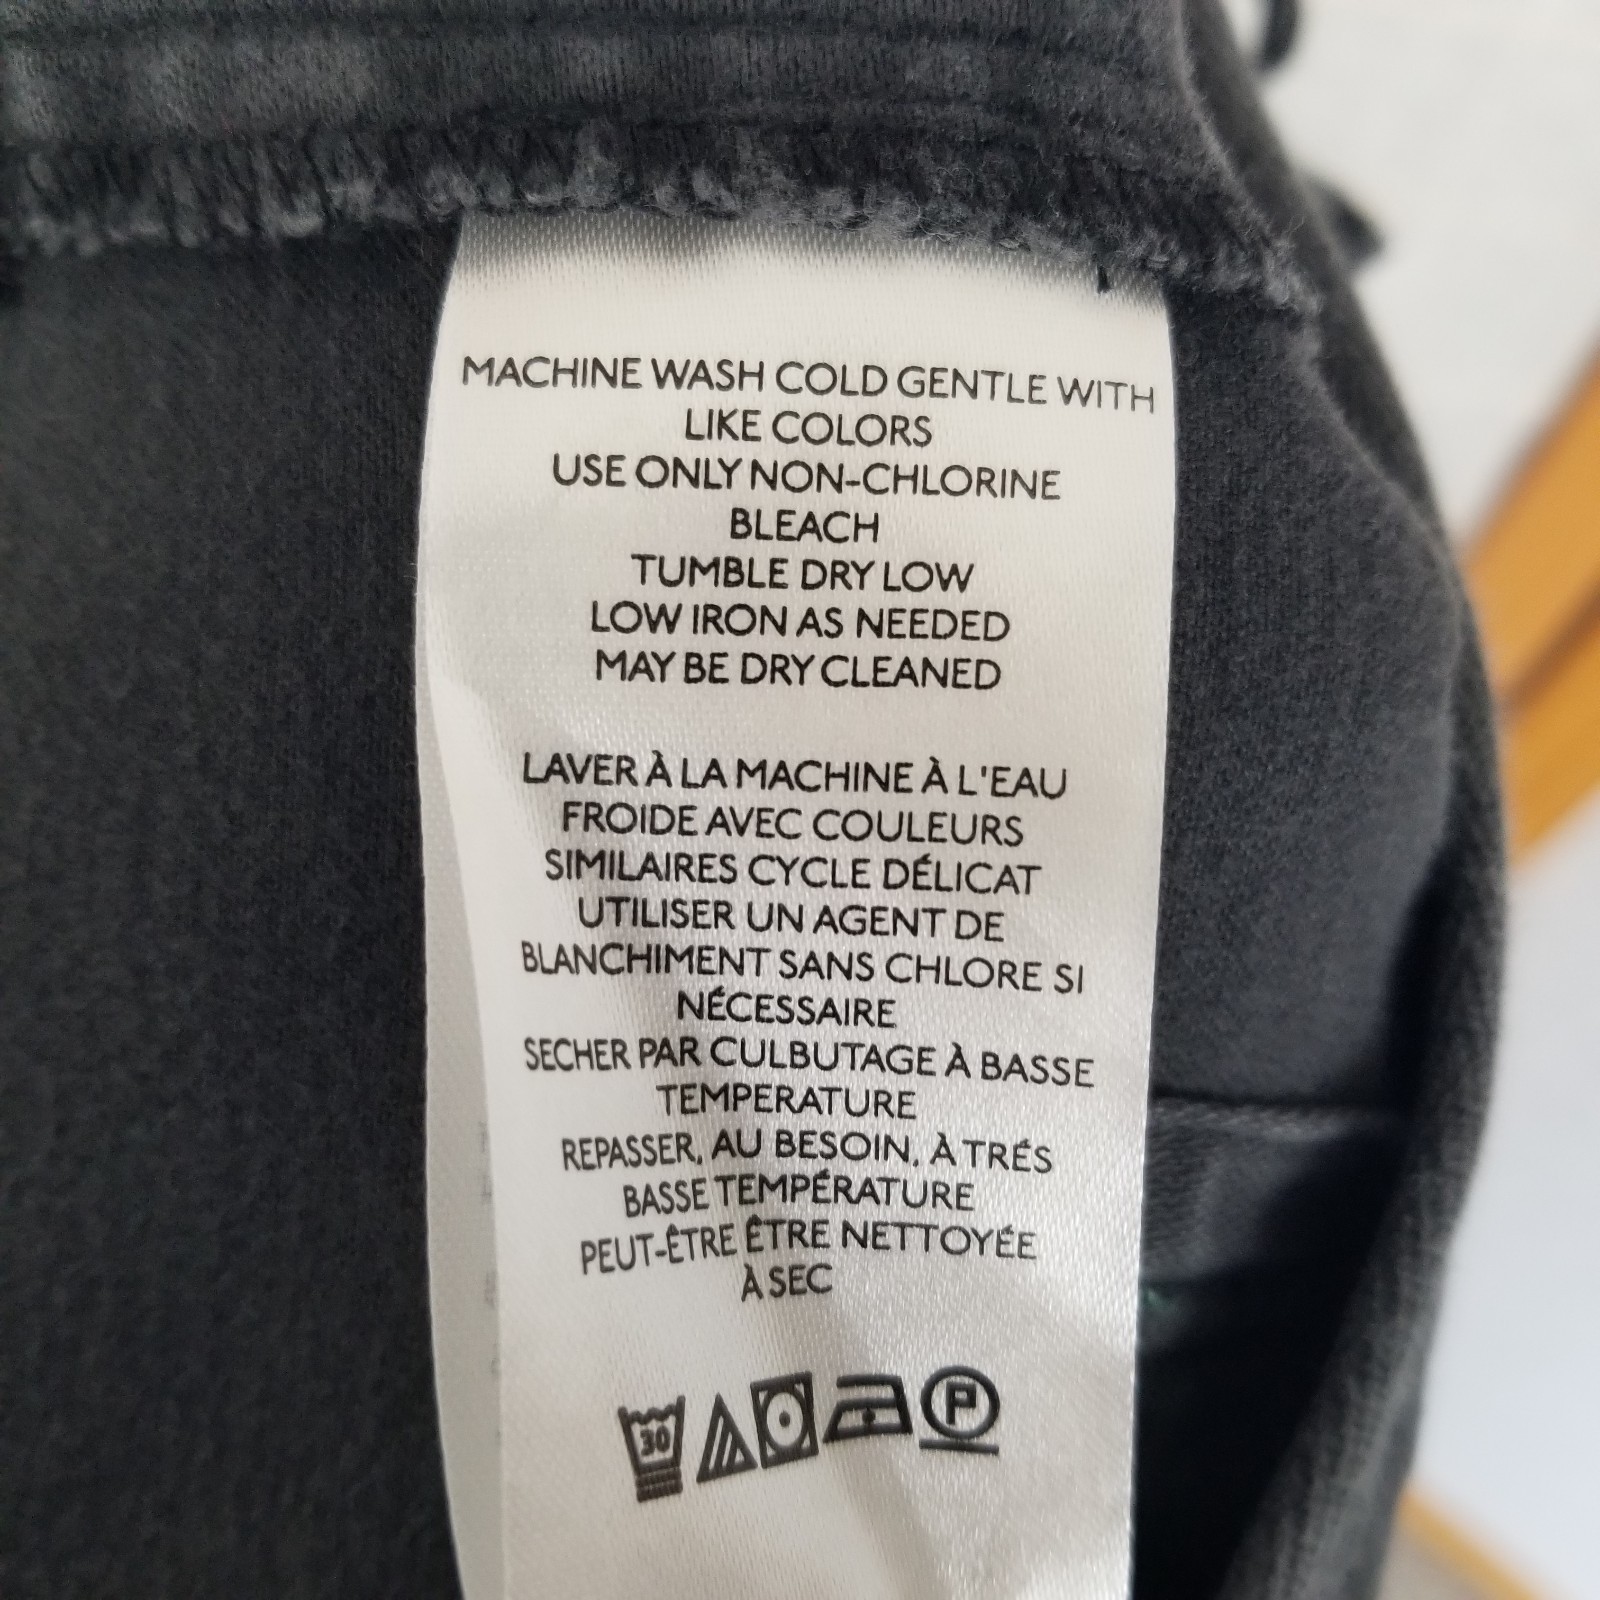 MACHINE WASH COLD GENTLE WITH
LIKE COLORS
USE ONLY NON-CHLORINE
BLEACH
TUMBLE DRY LOW
LOW IRON AS NEEDED
MAY BE DRY CLEANED
LAVER À LA MACHINE À L'EAU
FROIDE AVEC COULEURS
SIMILAIRES CYCLE DÉLICAT
UTILISER UN AGENT DE
BLANCHIMENT SANS CHLORE SI
NÉCESSAIRE
SECHER PAR CULBUTAGE À BASSE
TEMPERATURE
REPASSER, AU BESOIN, À TRÉS
BASSE TEMPÉRATURE
PEUT-ÊTRE ÊTRE NETTOYÉE
À SEC
30 P